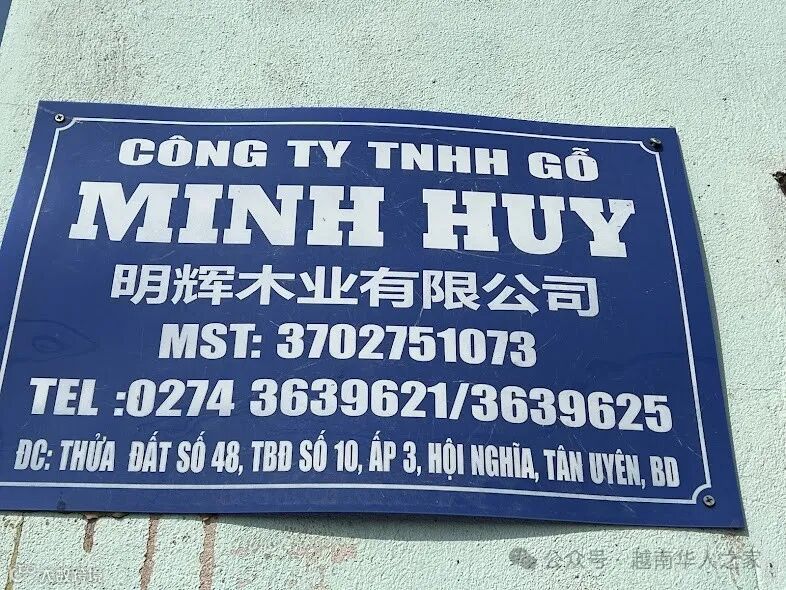 CÔNG TY TNHH GỖ
MINH HUY
明辉木业有限公司
MST: 3702751073
TEL :0274 3639621/3639625
ĐC: THỬA ĐẤT SỐ 48, TBĐ SỐ 10, ẤP 3, HỘI NGHĨA, TÂN UYÊN, BD
公众号 · 越南华人之家